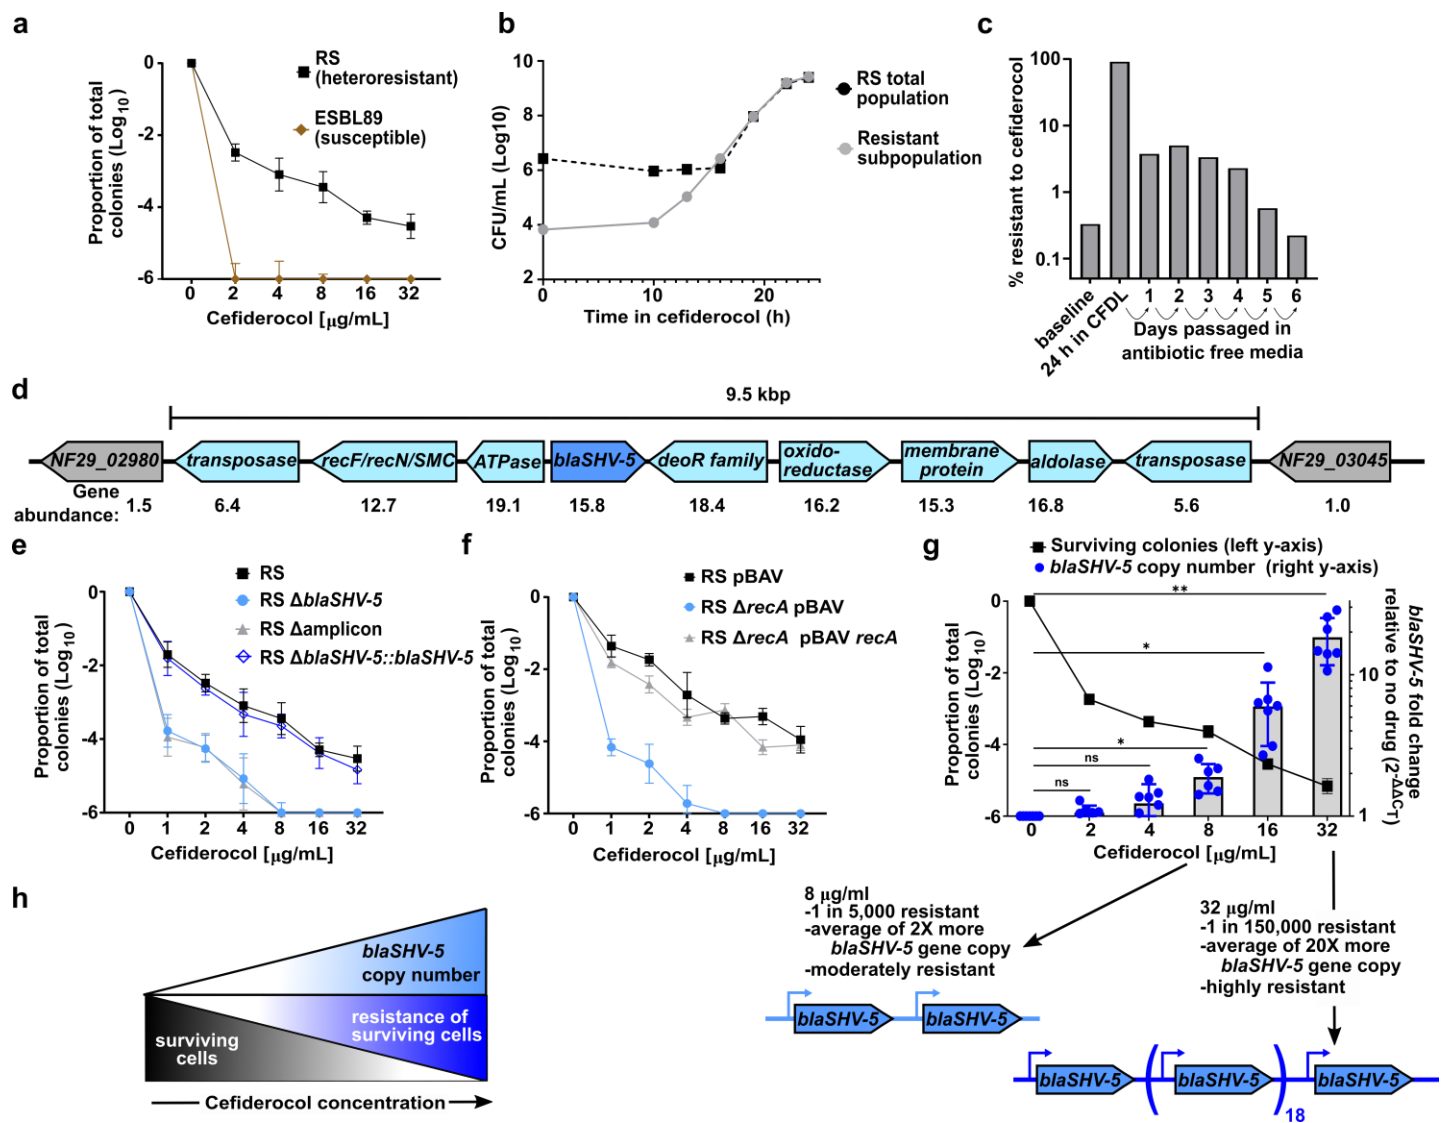 a
Proportion of total
colonies (Log10)
0
-2
-4
-6
RS
(heteroresistant)
ESBL89
(susceptible)
0 2 4 8 16 32
Cefiderocol [μg/mL]
b
CFU/mL (Log10)
10
8
6
4
2
RS total
population
Resistant
subpopulation
0 10 20
Time in cefiderocol (h)
c
% resistant to cefiderocol
100
10
1
0.1
baseline
24 h in CFDL
1 2 3 4 5 6
Days passaged in
antibiotic free media
d
9.5 kbp
NF29_02980 transposase recF/recN/SMC ATPase blaSHV-5 deoR family oxido-
reductase membrane
protein aldolase transposase NF29_03045
Gene
abundance: 1.5 6.4 12.7 19.1 15.8 18.4 16.2 15.3 16.8 5.6 1.0
e
Proportion of total
colonies (Log10)
0
-2
-4
-6
RS
RS ΔblaSHV-5
RS Δamplicon
RS ΔblaSHV-5::blaSHV-5
0 1 2 4 8 16 32
Cefiderocol [μg/mL]
f
Proportion of total
colonies (Log10)
0
-2
-4
-6
RS pBAV
RS ΔrecA pBAV
RS ΔrecA pBAV recA
0 1 2 4 8 16 32
Cefiderocol [μg/mL]
g
Surviving colonies (left y-axis)
blaSHV-5 copy number (right y-axis)
Proportion of total
colonies (Log10)
0
-2
-4
-6
**
*
*
ns
ns
10
1
blaSHV-5 fold change
relative to no drug (2-ΔΔCT)
0 2 4 8 16 32
Cefiderocol [μg/mL]
8 μg/ml
-1 in 5,000 resistant
-average of 2X more
blaSHV-5 gene copy
-moderately resistant
blaSHV-5 blaSHV-5
32 μg/ml
-1 in 150,000 resistant
-average of 20X more
blaSHV-5 gene copy
-highly resistant
blaSHV-5 (blaSHV-5)18 blaSHV-5
h
blaSHV-5
copy number
resistance of
surviving cells
surviving
cells
Cefiderocol concentration